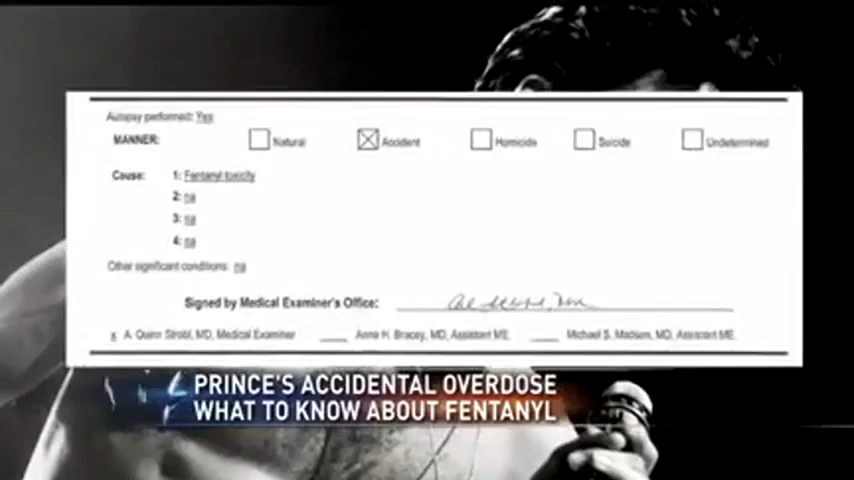 Autopsy performed: Yes
MANNER: Natural Accident Homicide Suicide Undetermined
Cause: 1: Fentanyl toxicity
2: na
3: na
4: na
Other significant conditions: na
Signed by Medical Examiner's Office:
x A. Quinn Strobl, MD, Medical Examiner Anne H. Bracey, MD, Assistant ME Michael S. Madsen, MD, Assistant ME
PRINCE'S ACCIDENTAL OVERDOSE
WHAT TO KNOW ABOUT FENTANYL